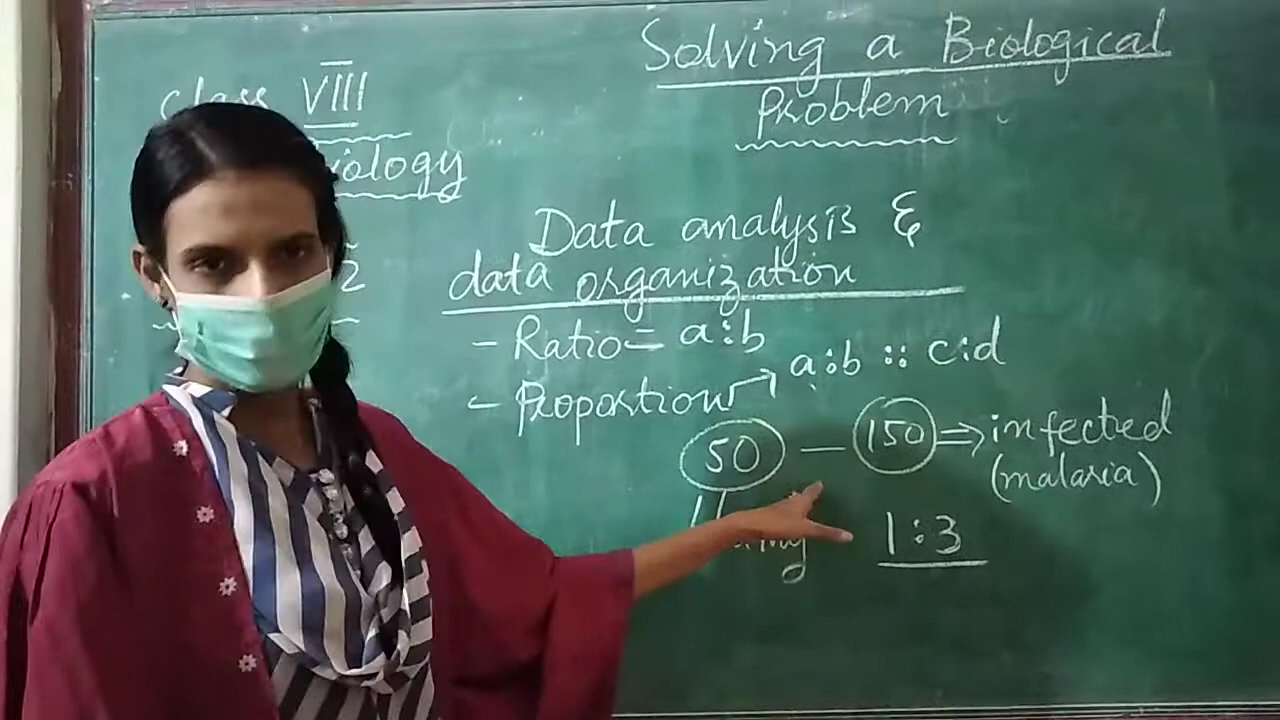 Class VIII
Solving a Biological
Problem
Data analysis &
data organization
- Ratio = a:b
- Proportion → a:b :: c:d
50 — 150 ⇒ infected
(malaria)
1:3